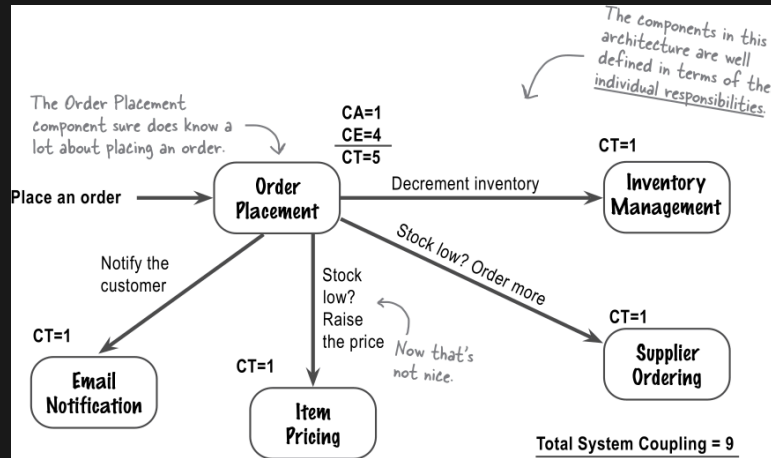 The components in this
architecture are well
defined in terms of the
individual responsibilities.
The Order Placement
component sure does know a
lot about placing an order.
CA=1
CE=4
CT=5
CT=1
Place an order
Order
Placement
Decrement inventory
Inventory
Management
Notify the
customer
Stock
low?
Raise
the price
Stock low? Order more
Now that's
not nice.
CT=1
Email
Notification
CT=1
Item
Pricing
CT=1
Supplier
Ordering
Total System Coupling = 9